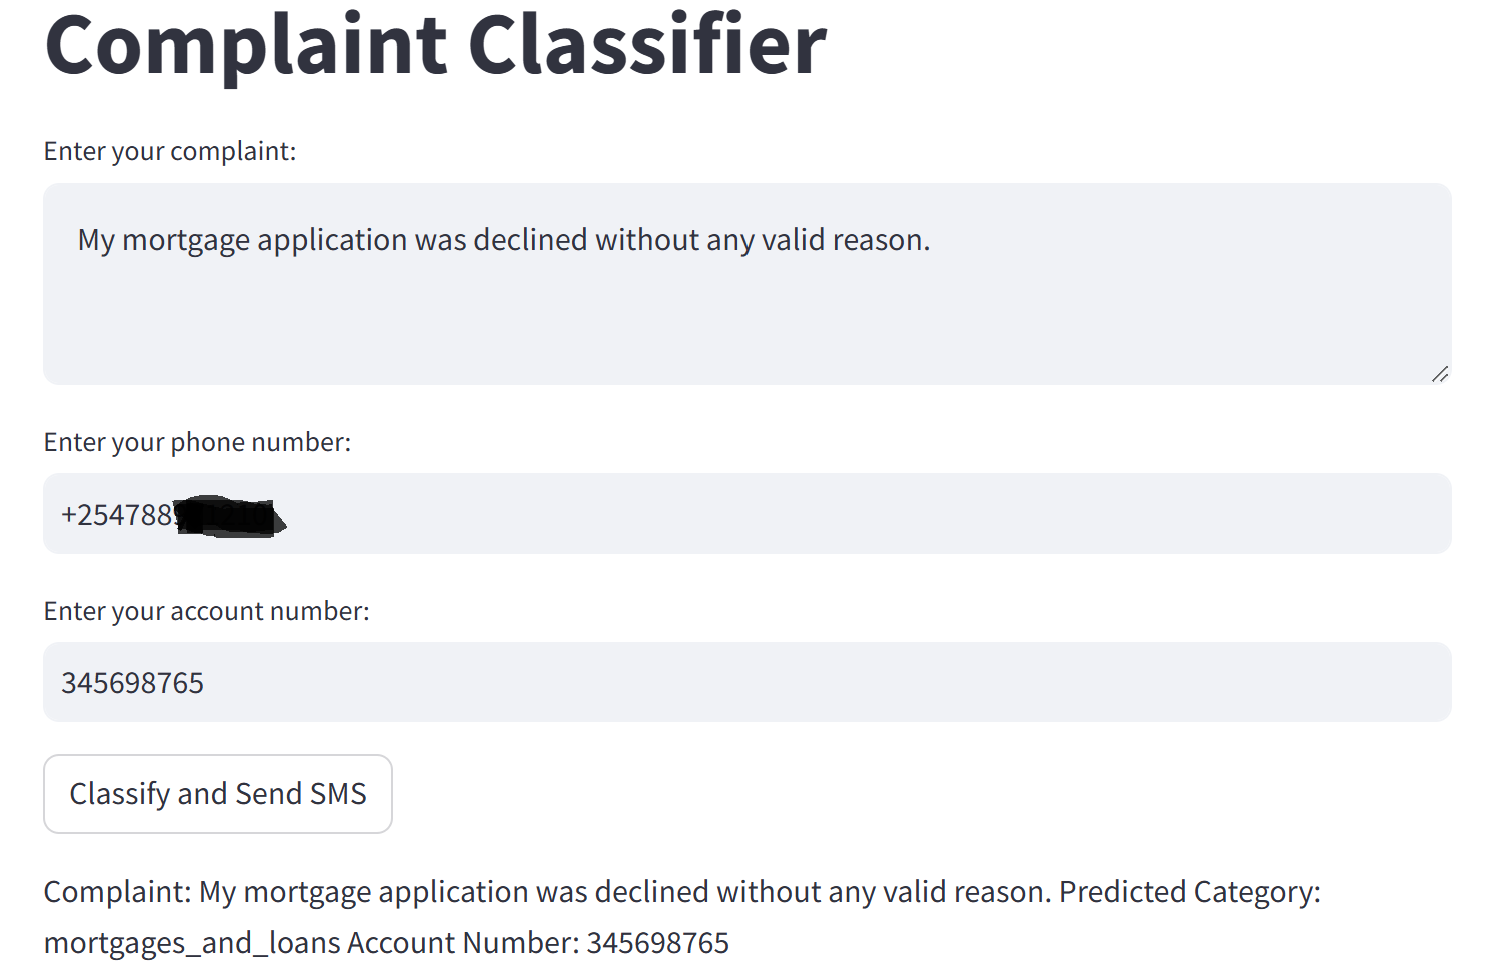 Complaint Classifier
Enter your complaint:
My mortgage application was declined without any valid reason.
Enter your phone number:
+254788
Enter your account number:
345698765
Classify and Send SMS
Complaint: My mortgage application was declined without any valid reason. Predicted Category:
mortgages_and_loans Account Number: 345698765